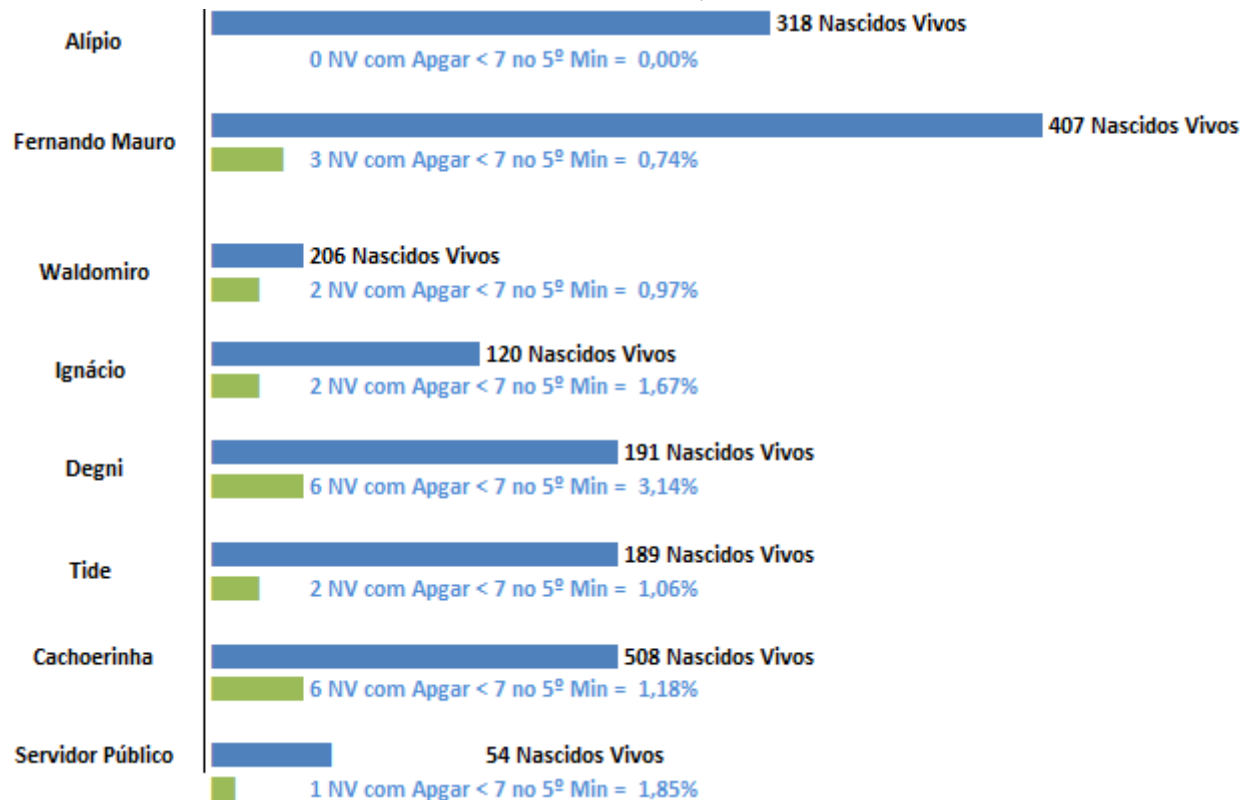 Alípio
318 Nascidos Vivos
0 NV com Apgar < 7 no 5º Min = 0,00%
Fernando Mauro
407 Nascidos Vivos
3 NV com Apgar < 7 no 5º Min = 0,74%
Waldomiro
206 Nascidos Vivos
2 NV com Apgar < 7 no 5º Min = 0,97%
Ignácio
120 Nascidos Vivos
2 NV com Apgar < 7 no 5º Min = 1,67%
Degni
191 Nascidos Vivos
6 NV com Apgar < 7 no 5º Min = 3,14%
Tide
189 Nascidos Vivos
2 NV com Apgar < 7 no 5º Min = 1,06%
Cachoerinha
508 Nascidos Vivos
6 NV com Apgar < 7 no 5º Min = 1,18%
Servidor Público
54 Nascidos Vivos
1 NV com Apgar < 7 no 5º Min = 1,85%